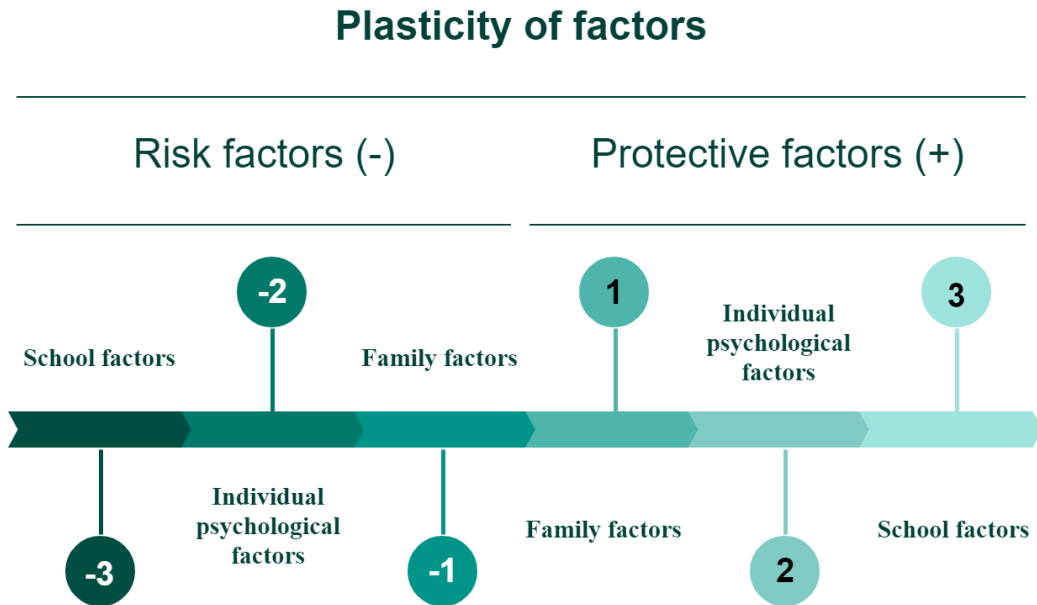 Plasticity of factors
Risk factors (-)
Protective factors (+)
-2
1
3
School factors
Family factors
Individual
psychological
factors
Individual
psychological
factors
Family factors
School factors
-3
-1
2